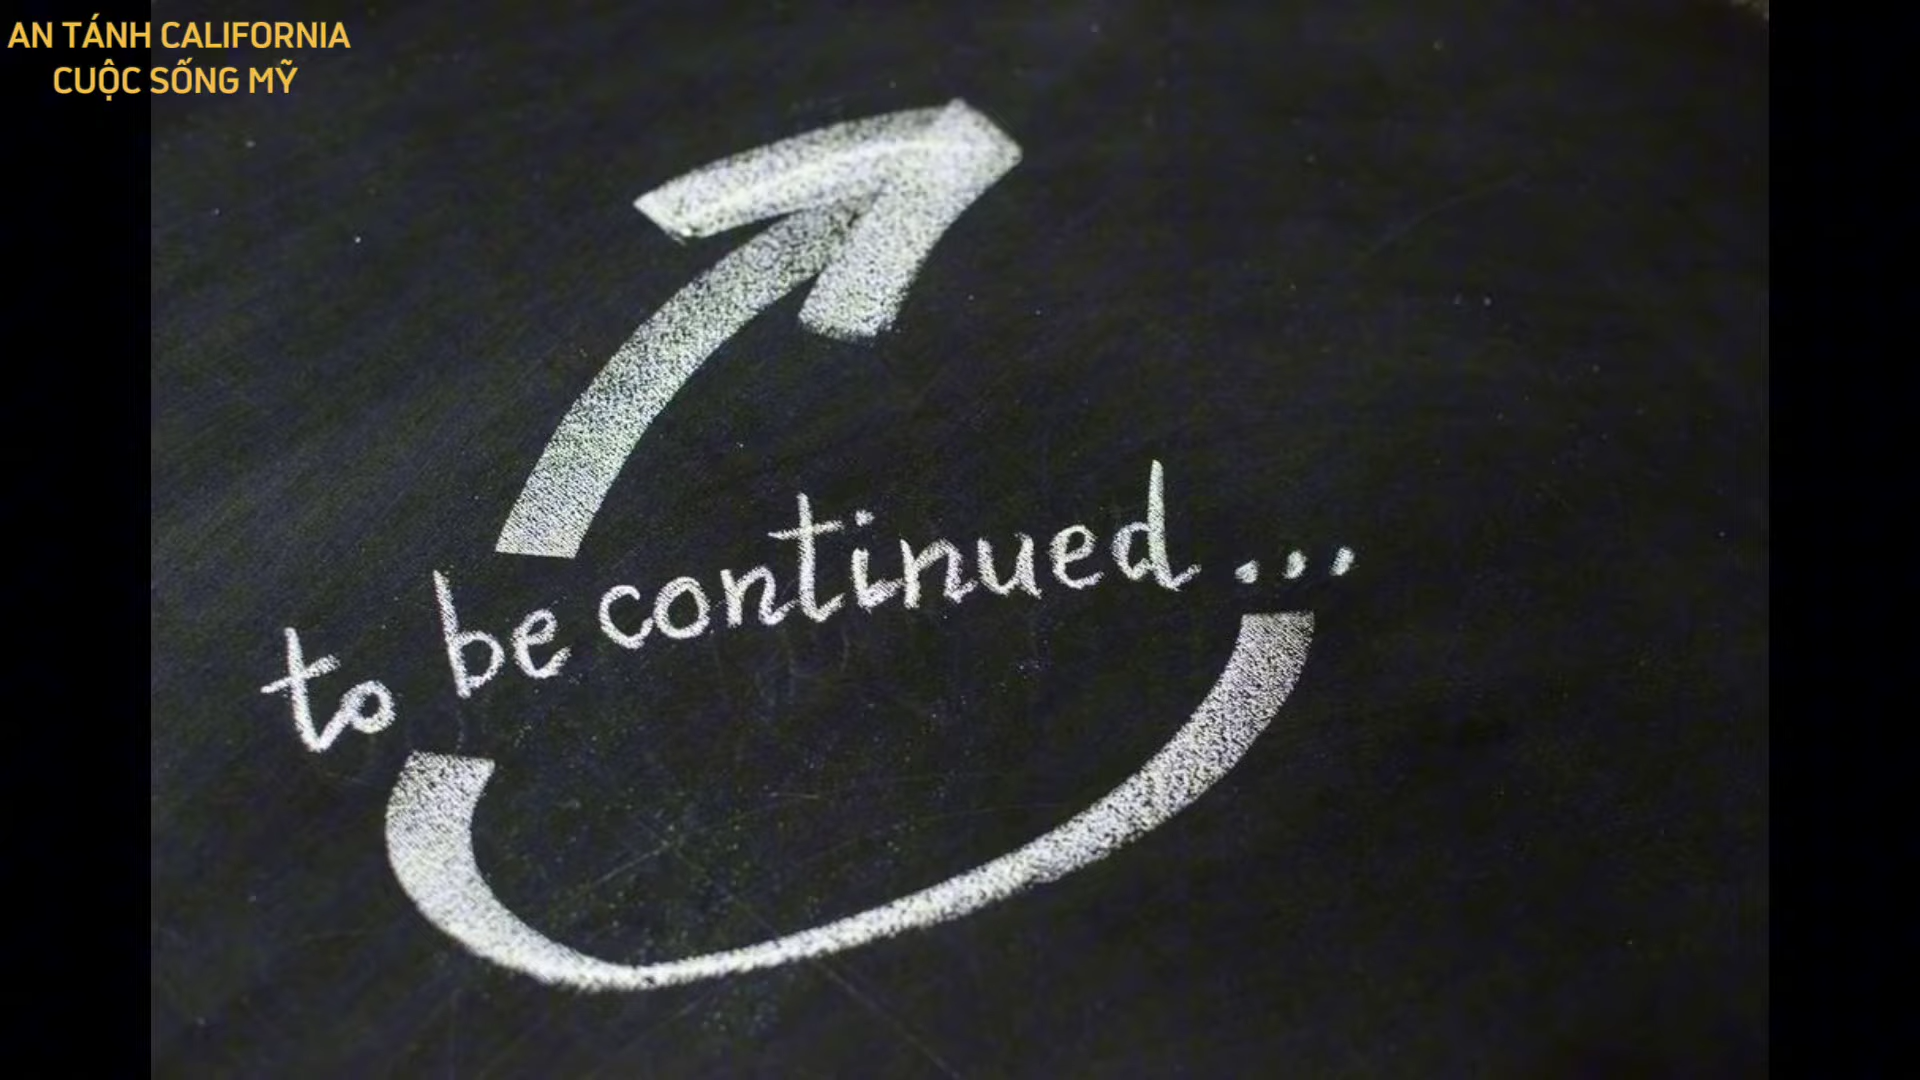 AN TÁNH CALIFORNIA
CUỘC SỐNG MỸ
to be continued...